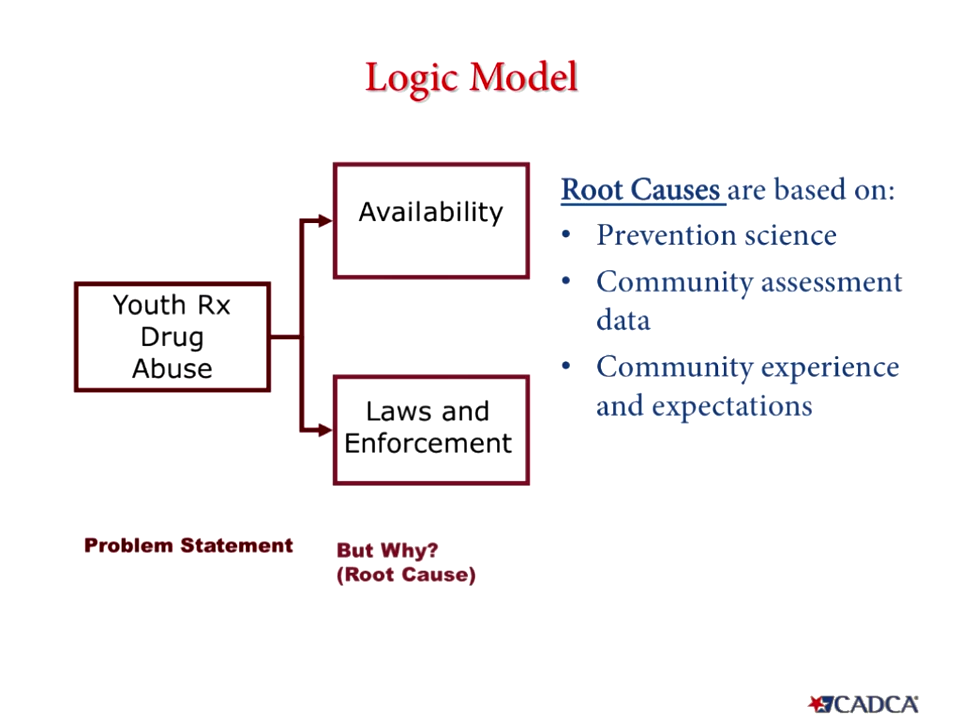 Logic Model
Availability
Youth Rx
Drug
Abuse
Laws and
Enforcement
Root Causes are based on:
• Prevention science
• Community assessment
data
• Community experience
and expectations
Problem Statement
But Why?
(Root Cause)
CADCA®